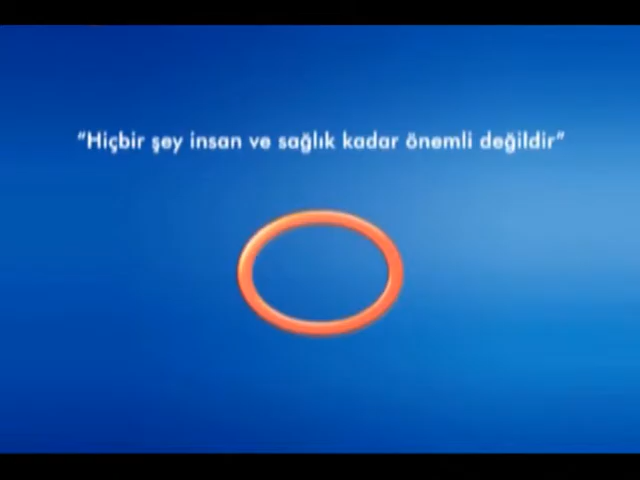 “Hiçbir şey insan ve sağlık kadar önemli değildir”